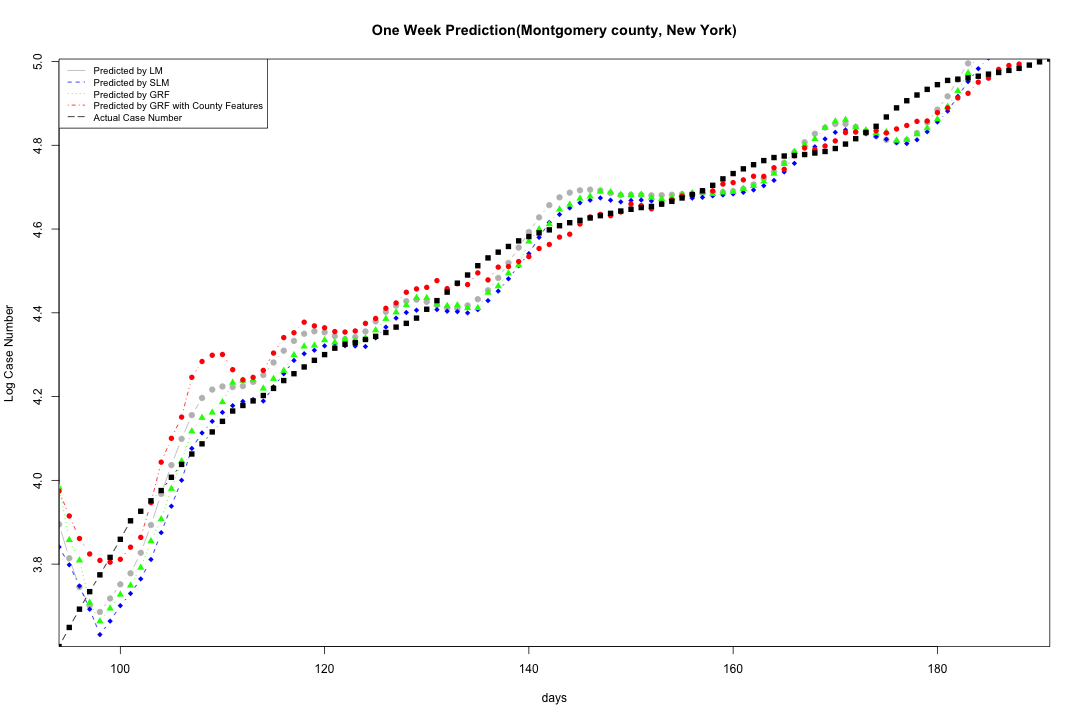 One Week Prediction(Montgomery county, New York)
Predicted by LM
Predicted by SLM
Predicted by GRF
Predicted by GRF with County Features
Actual Case Number
5.0
4.8
4.6
4.4
4.2
4.0
3.8
Log Case Number
100 120 140 160 180
days